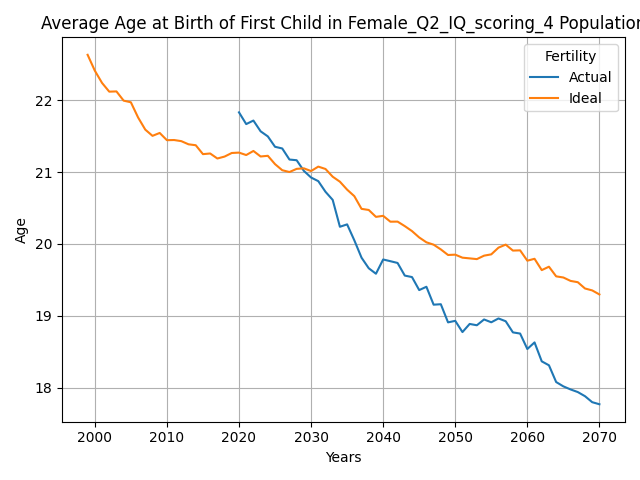 Average Age at Birth of First Child in Female_Q2_IQ_scoring_4 Population
Fertility
Actual
Ideal
Age
22
21
20
19
18
2000 2010 2020 2030 2040 2050 2060 2070
Years